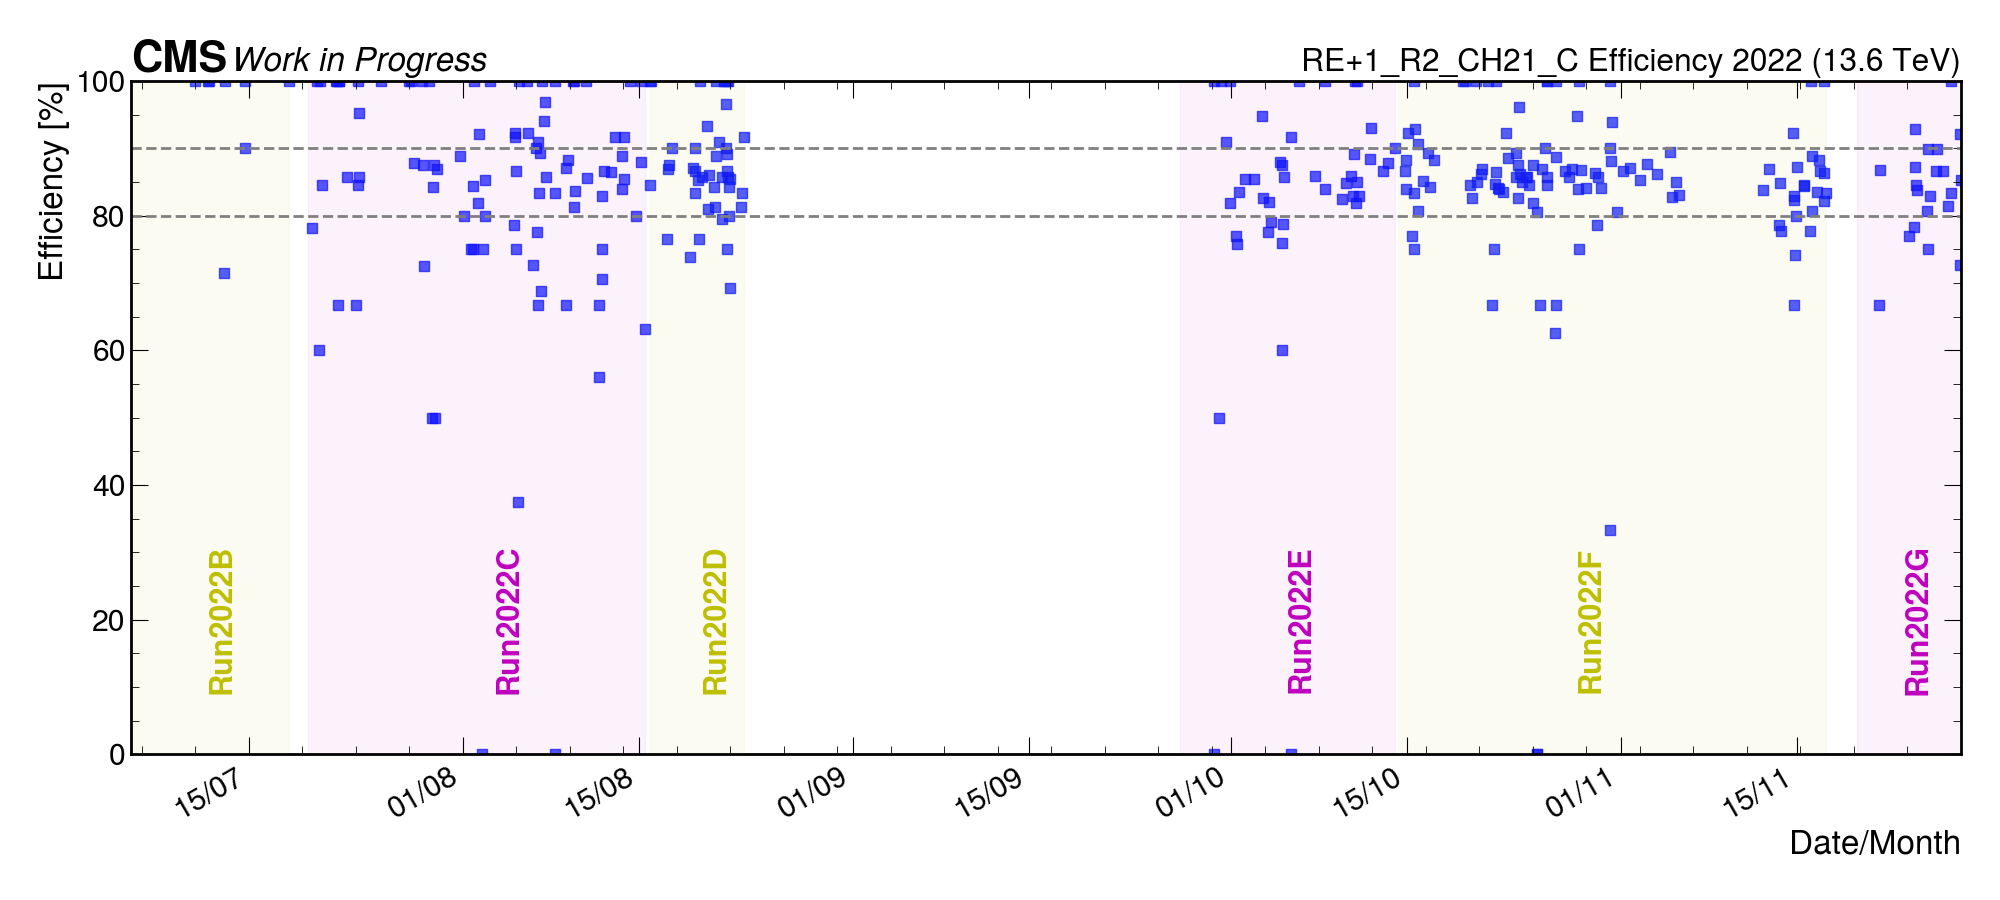 CMS Work in Progress
RE+1_R2_CH21_C Efficiency 2022 (13.6 TeV)
Efficiency [%]
100
80
60
40
20
0
Run2022B
Run2022C
Run2022D
Run2022E
Run2022F
Run2022G
15/07
01/08
15/08
01/09
15/09
01/10
15/10
01/11
15/11
Date/Month